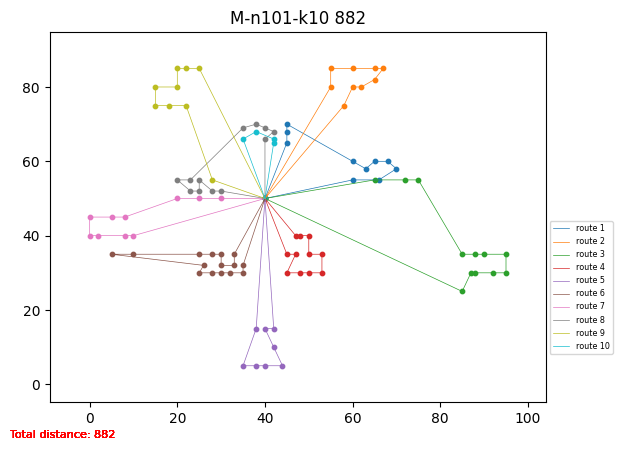 M-n101-k10 882
80
60
40
20
0
0 20 40 60 80 100
route 1
route 2
route 3
route 4
route 5
route 6
route 7
route 8
route 9
route 10
Total distance: 882